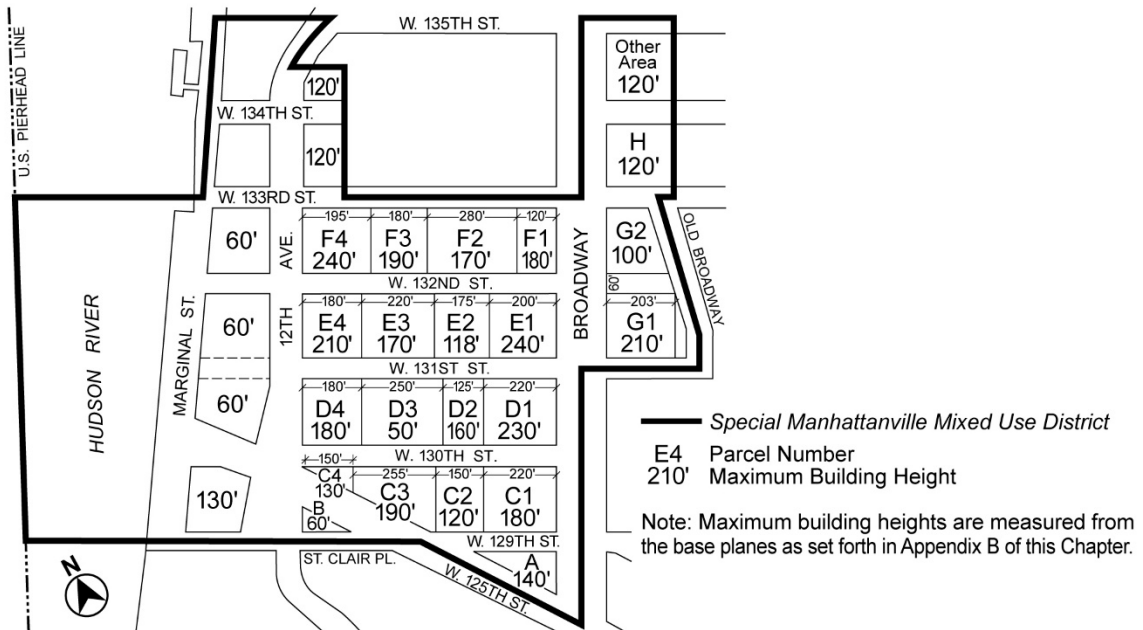 W. 135TH ST.
U.S. PIERHEAD LINE
Other
Area
120'
120'
W. 134TH ST.
120'
H
120'
W. 133RD ST.
195'
180'
280'
120'
60'
AVE.
F4
240'
F3
190'
F2
170'
F1
180'
BROADWAY
G2
100'
OLD BROADWAY
W. 132ND ST.
60'
HUDSON RIVER
MARGINAL ST.
60'
12TH
180'
220'
175'
200'
203'
E4
210'
E3
170'
E2
118'
E1
240'
G1
210'
W. 131ST ST.
60'
180'
250'
125'
220'
D4
180'
D3
50'
D2
160'
D1
230'
W. 130TH ST.
150'
255'
150'
220'
130'
C4
130'
B
60'
C3
190'
C2
120'
C1
180'
W. 129TH ST.
ST. CLAIR PL.
A
140'
W. 125TH ST.
N
Special Manhattanville Mixed Use District
E4 Parcel Number
210' Maximum Building Height
Note: Maximum building heights are measured from
the base planes as set forth in Appendix B of this Chapter.